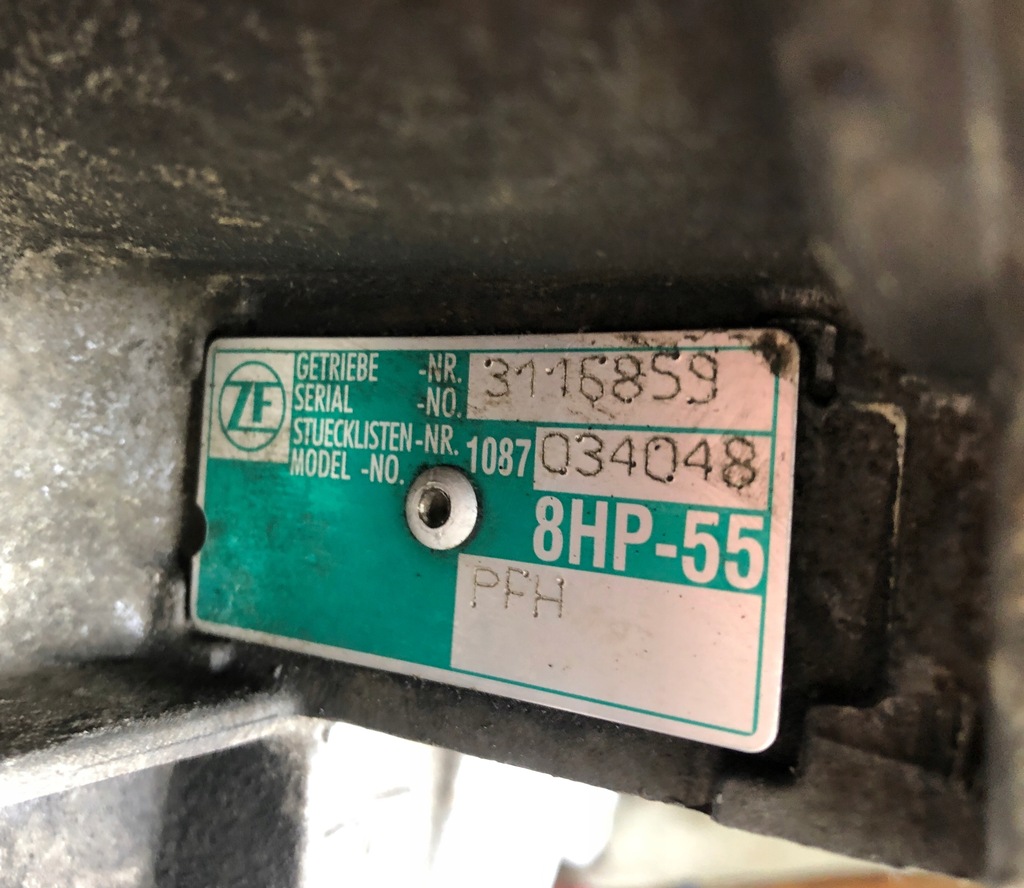 ZF
GETRIEBE -NR. 3116859
SERIAL -NO.
STUECKLISTEN-NR. 1087 034048
MODEL -NO.
8HP-55
PFH